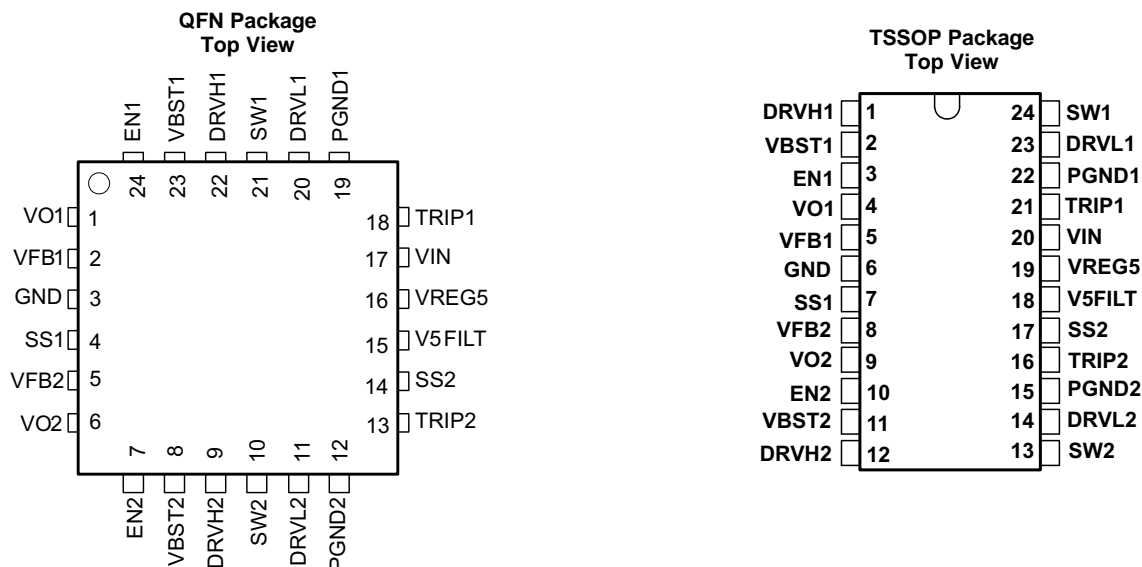 QFN Package
Top View
EN1
VBST1
DRVH1
SW1
DRVL1
PGND1
24
23
22
21
20
19
VO1 1
VFB1 2
GND 3
SS1 4
VFB2 5
VO2 6
18 TRIP1
17 VIN
16 VREG5
15 V5FILT
14 SS2
13 TRIP2
7
8
9
10
11
12
EN2
VBST2
DRVH2
SW2
DRVL2
PGND2
TSSOP Package
Top View
DRVH1 1
VBST1 2
EN1 3
VO1 4
VFB1 5
GND 6
SS1 7
VFB2 8
VO2 9
EN2 10
VBST2 11
DRVH2 12
24 SW1
23 DRVL1
22 PGND1
21 TRIP1
20 VIN
19 VREG5
18 V5FILT
17 SS2
16 TRIP2
15 PGND2
14 DRVL2
13 SW2